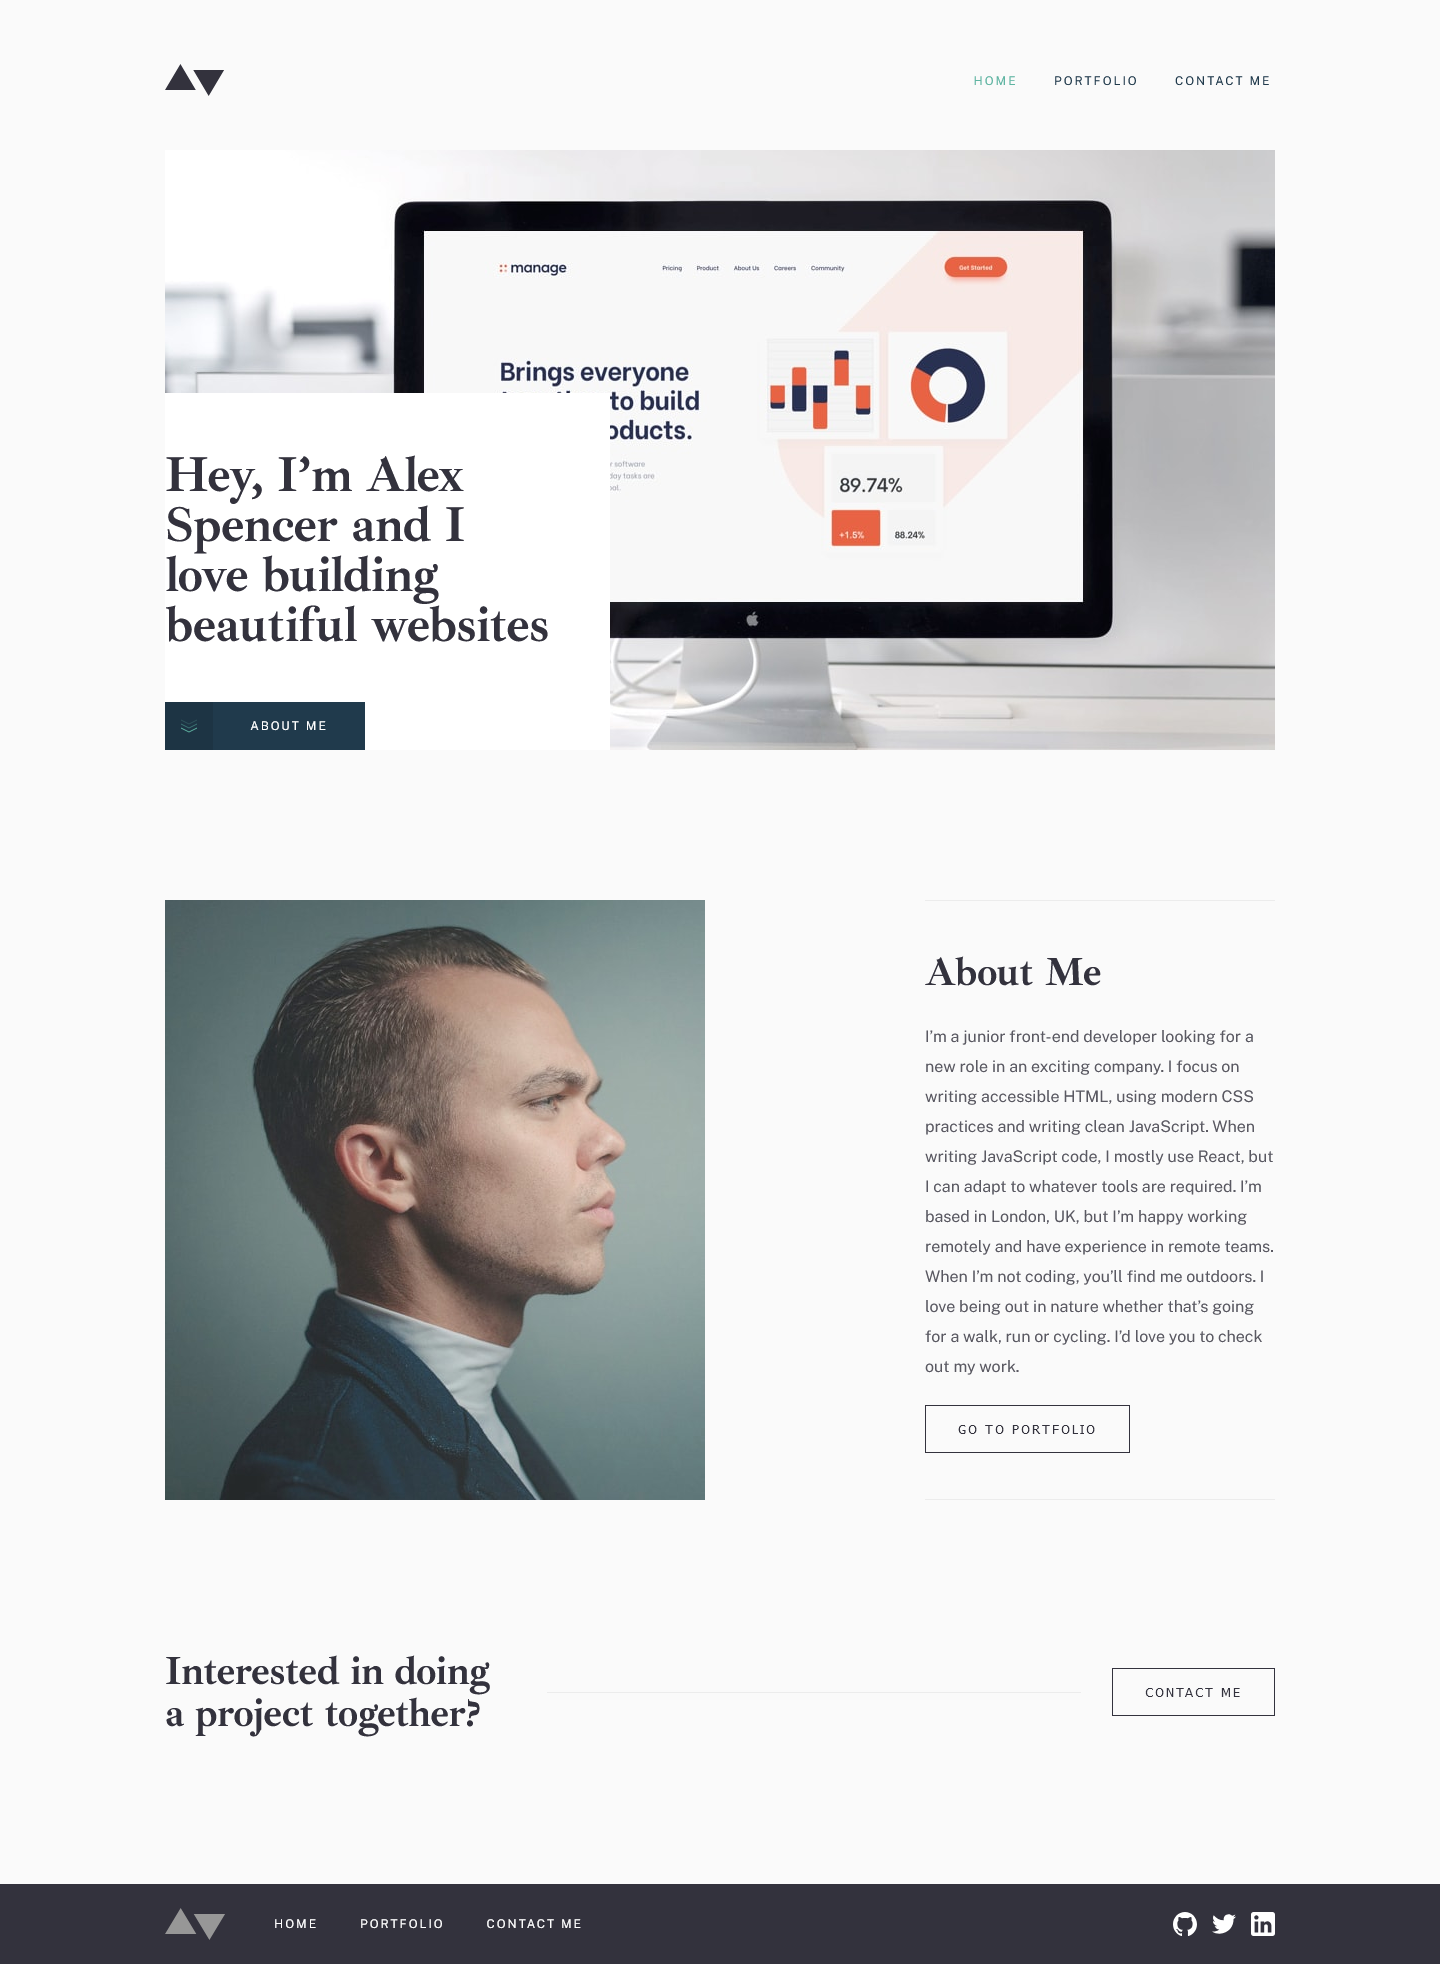 HOME PORTFOLIO CONTACT ME
manage Pricing Product About Us Careers Community Get Started
Brings everyone
to build
oducts.
r software
day tasks are
oal.
89.74%
+1.5% 88.24%
Hey, I’m Alex
Spencer and I
love building
beautiful websites
ABOUT ME
About Me
I’m a junior front-end developer looking for a
new role in an exciting company. I focus on
writing accessible HTML, using modern CSS
practices and writing clean JavaScript. When
writing JavaScript code, I mostly use React, but
I can adapt to whatever tools are required. I’m
based in London, UK, but I’m happy working
remotely and have experience in remote teams.
When I’m not coding, you’ll find me outdoors. I
love being out in nature whether that’s going
for a walk, run or cycling. I’d love you to check
out my work.
GO TO PORTFOLIO
Interested in doing
a project together?
CONTACT ME
HOME PORTFOLIO CONTACT ME